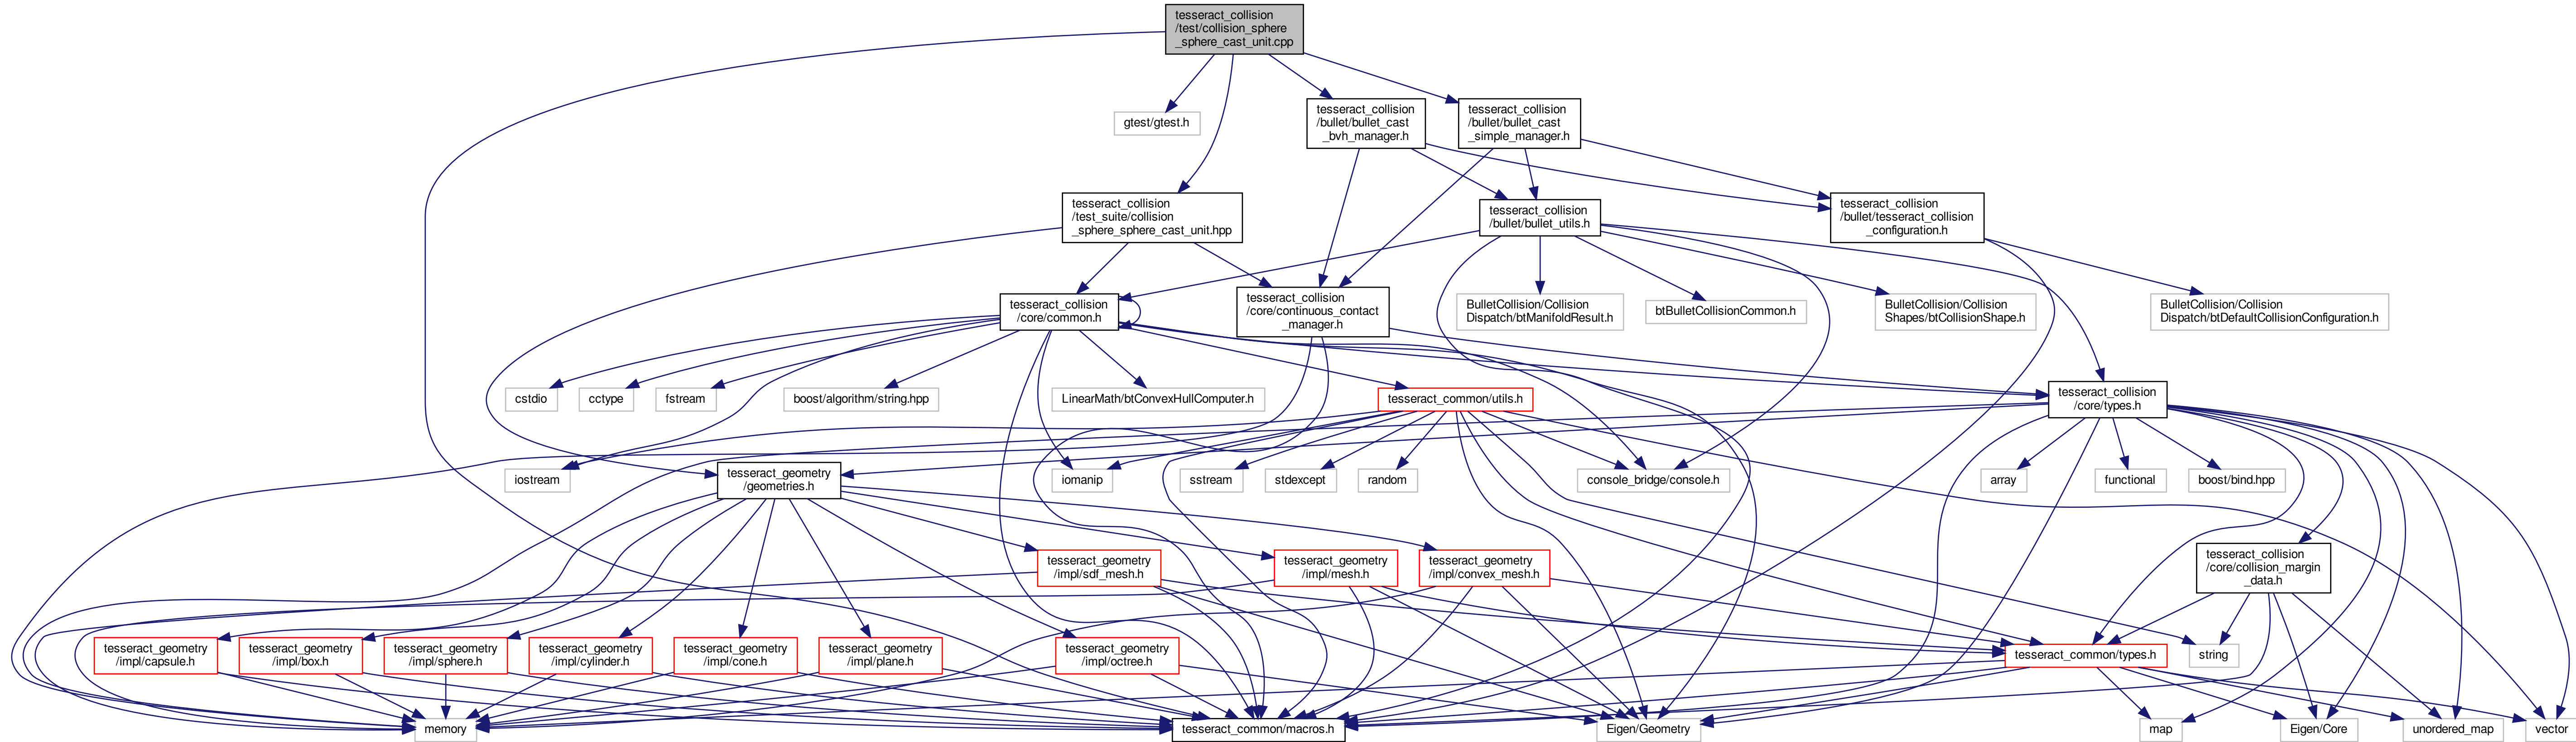 tesseract_collision
/test/collision_sphere
_sphere_cast_unit.cpp
gtest/gtest.h
tesseract_collision
/bullet/bullet_cast
_bvh_manager.h
tesseract_collision
/bullet/bullet_cast
_simple_manager.h
tesseract_collision
/test_suite/collision
_sphere_sphere_cast_unit.hpp
tesseract_collision
/bullet/bullet_utils.h
tesseract_collision
/bullet/tesseract_collision
_configuration.h
tesseract_collision
/core/common.h
tesseract_collision
/core/continuous_contact
_manager.h
BulletCollision/Collision
Dispatch/btManifoldResult.h
btBulletCollisionCommon.h
BulletCollision/Collision
Shapes/btCollisionShape.h
BulletCollision/Collision
Dispatch/btDefaultCollisionConfiguration.h
cstdio
cctype
fstream
boost/algorithm/string.hpp
LinearMath/btConvexHullComputer.h
tesseract_common/utils.h
tesseract_collision
/core/types.h
iostream
tesseract_geometry
/geometries.h
iomanip
sstream
stdexcept
random
console_bridge/console.h
array
functional
boost/bind.hpp
tesseract_geometry
/impl/sdf_mesh.h
tesseract_geometry
/impl/mesh.h
tesseract_geometry
/impl/convex_mesh.h
tesseract_collision
/core/collision_margin
_data.h
tesseract_geometry
/impl/capsule.h
tesseract_geometry
/impl/box.h
tesseract_geometry
/impl/sphere.h
tesseract_geometry
/impl/cylinder.h
tesseract_geometry
/impl/cone.h
tesseract_geometry
/impl/plane.h
tesseract_geometry
/impl/octree.h
tesseract_common/types.h
string
memory
tesseract_common/macros.h
Eigen/Geometry
map
Eigen/Core
unordered_map
vector